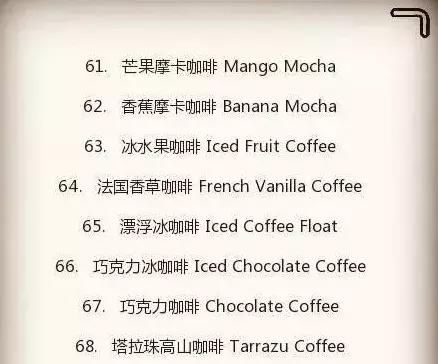 61. 芒果摩卡咖啡 Mango Mocha
62. 香蕉摩卡咖啡 Banana Mocha
63. 冰水果咖啡 Iced Fruit Coffee
64. 法国香草咖啡 French Vanilla Coffee
65. 漂浮冰咖啡 Iced Coffee Float
66. 巧克力冰咖啡 Iced Chocolate Coffee
67. 巧克力咖啡 Chocolate Coffee
68. 塔拉珠高山咖啡 Tarrazu Coffee